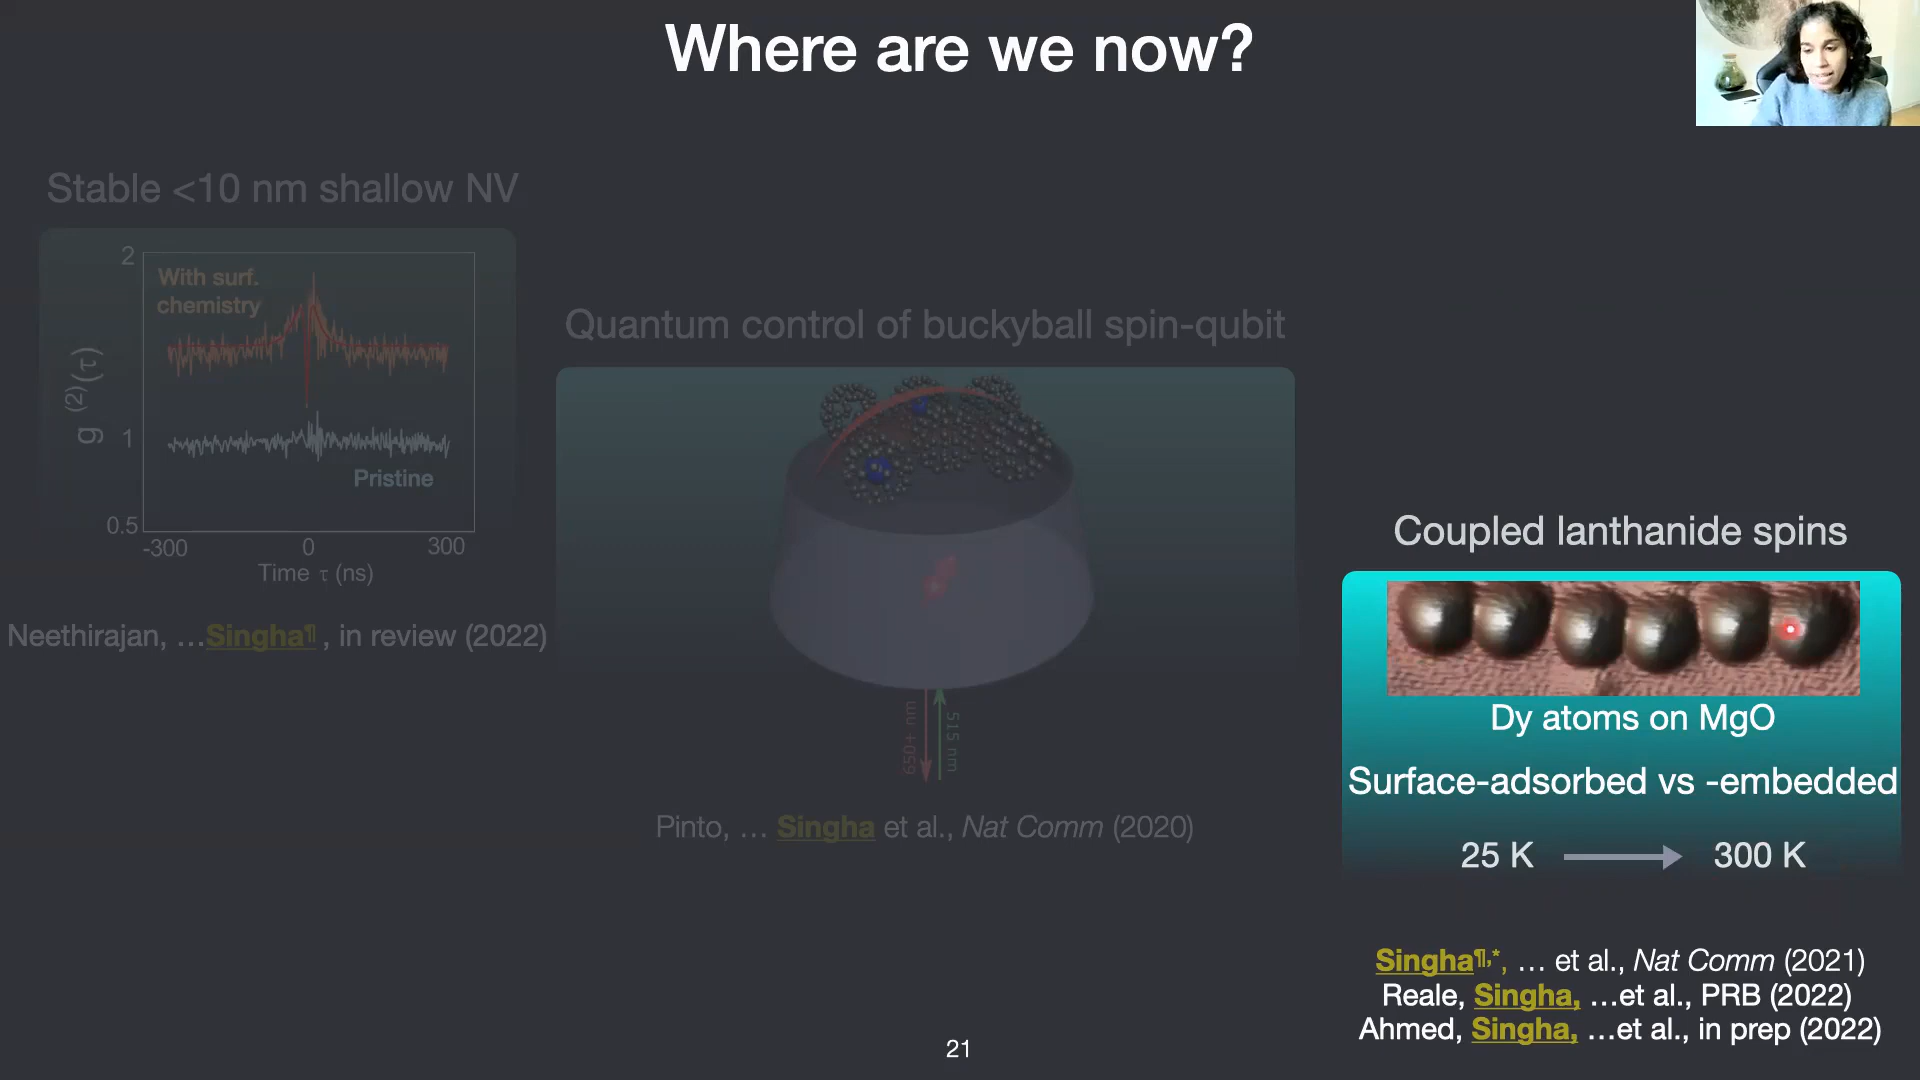 Where are we now?
Stable <10 nm shallow NV
2
With surf.
chemistry
g⁽²⁾(τ)
1
Pristine
0.5
-300
0
300
Time τ (ns)
Neethirajan, …Singha¶ , in review (2022)
Quantum control of buckyball spin-qubit
650+ nm
515 nm
Pinto, … Singha et al., Nat Comm (2020)
Coupled lanthanide spins
Dy atoms on MgO
Surface-adsorbed vs -embedded
25 K
300 K
Singha¶,*, … et al., Nat Comm (2021)
Reale, Singha, …et al., PRB (2022)
Ahmed, Singha, …et al., in prep (2022)
21